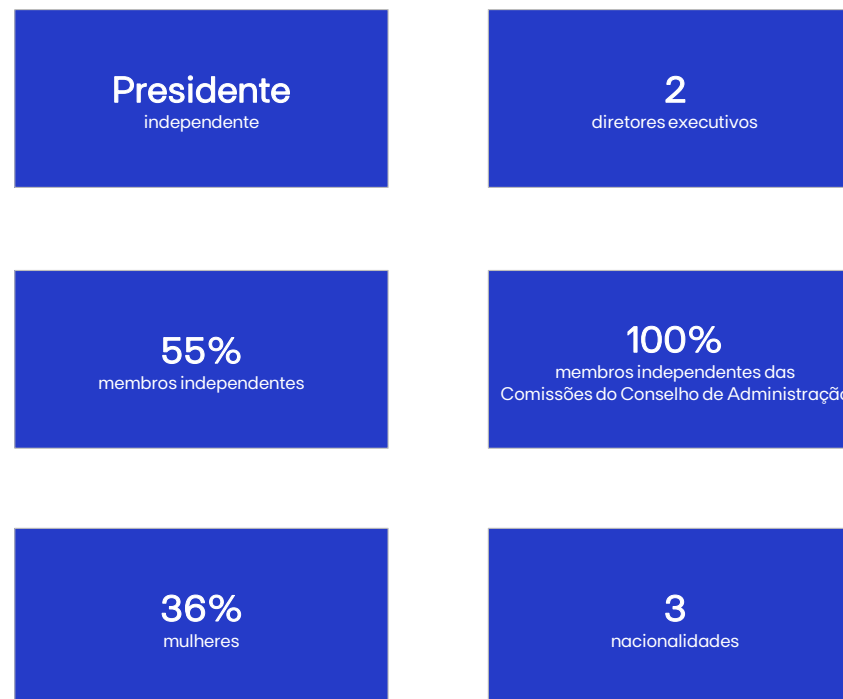 Presidente
independente
2
diretores executivos
55%
membros independentes
100%
membros independentes das
Comissões do Conselho de Administração
36%
mulheres
3
nacionalidades